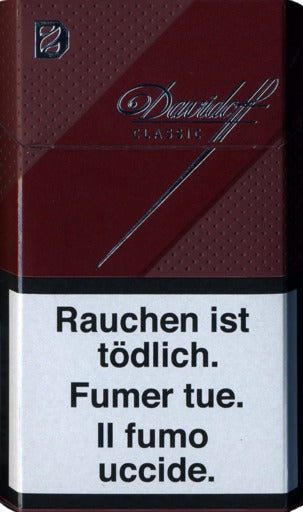 D
Davidoff
CLASSIC
Rauchen ist
tödlich.
Fumer tue.
Il fumo
uccide.